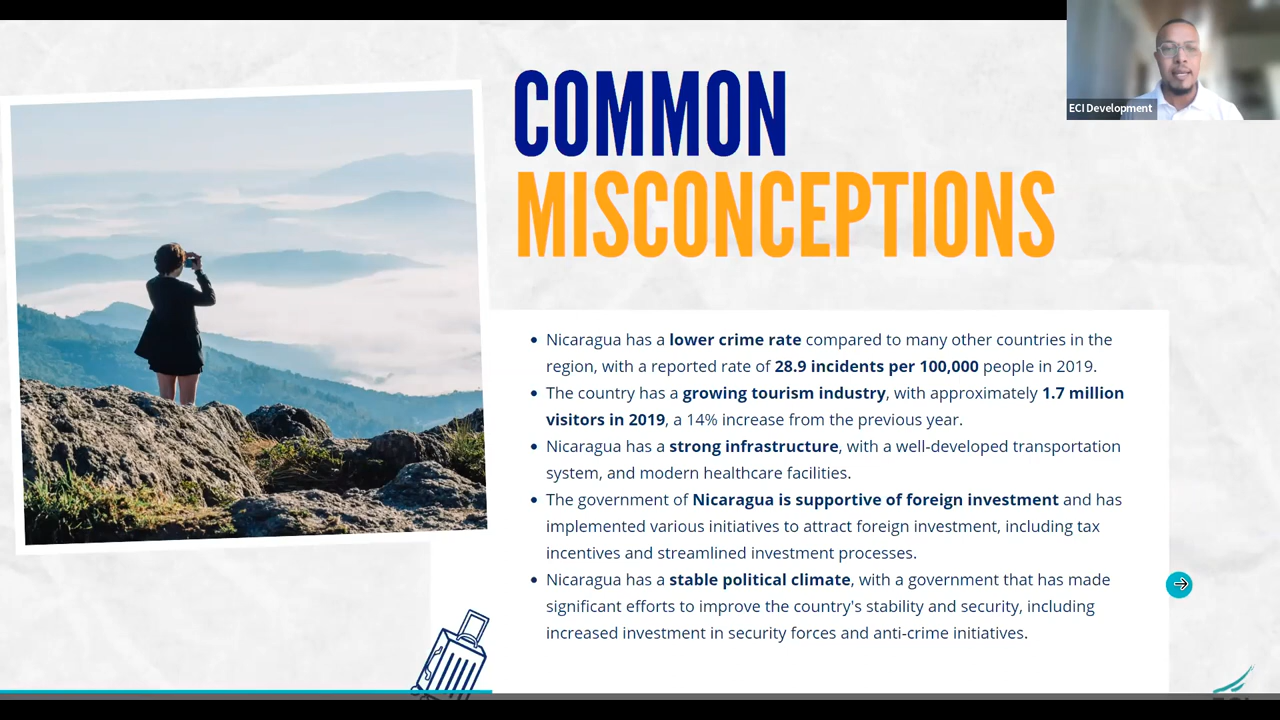 ECI Development
COMMON
MISCONCEPTIONS
• Nicaragua has a lower crime rate compared to many other countries in the
region, with a reported rate of 28.9 incidents per 100,000 people in 2019.
• The country has a growing tourism industry, with approximately 1.7 million
visitors in 2019, a 14% increase from the previous year.
• Nicaragua has a strong infrastructure, with a well-developed transportation
system, and modern healthcare facilities.
• The government of Nicaragua is supportive of foreign investment and has
implemented various initiatives to attract foreign investment, including tax
incentives and streamlined investment processes.
• Nicaragua has a stable political climate, with a government that has made
significant efforts to improve the country's stability and security, including
increased investment in security forces and anti-crime initiatives.